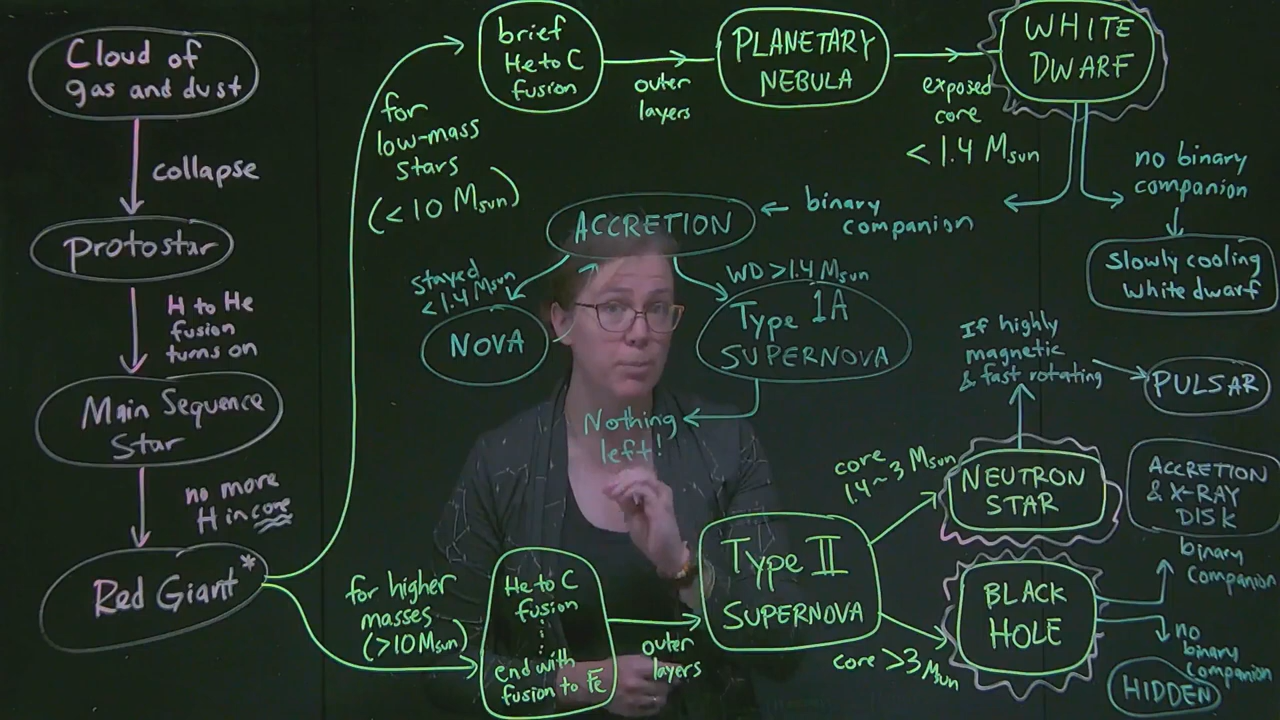 Cloud of
gas and dust
collapse
Protostar
H to He
fusion
turns on
Main Sequence
Star
no more
H in core
Red Giant*
for
low-mass
stars
(<10 Msun)
brief
He to C
fusion
outer
layers
PLANETARY
NEBULA
exposed
core
<1.4 Msun
WHITE
DWARF
no binary
companion
Slowly cooling
white dwarf
binary
companion
ACCRETION
stayed
<1.4 Msun
NOVA
WD >1.4 Msun
Type 1A
SUPERNOVA
Nothing
left!
for higher
masses
(>10 Msun)
He to C
fusion
⋮
end with
fusion to Fe
outer
layers
Type II
SUPERNOVA
core
1.4~3 Msun
NEUTRON
STAR
If highly
magnetic
& fast rotating
PULSAR
core >3 Msun
BLACK
HOLE
binary
companion
ACCRETION
& X-RAY
DISK
no
binary
companion
HIDDEN